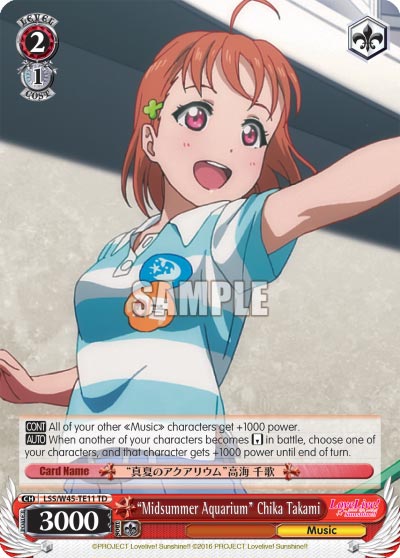 LEVEL
2
1
COST
SAMPLE
CONT All of your other «Music» characters get +1000 power.
AUTO When another of your characters becomes in battle, choose one of
your characters, and that character gets +1000 power until end of turn.
Card Name “真夏のアクアリウム”高海 千歌
CH LSS/W45-TE11 TD “Midsummer Aquarium” Chika Takami
3000
LoveLive!
Sunshine!!
Music
©PROJECT Lovelive! Sunshine!! ©2016 PROJECT Lovelive! Sunshine!!